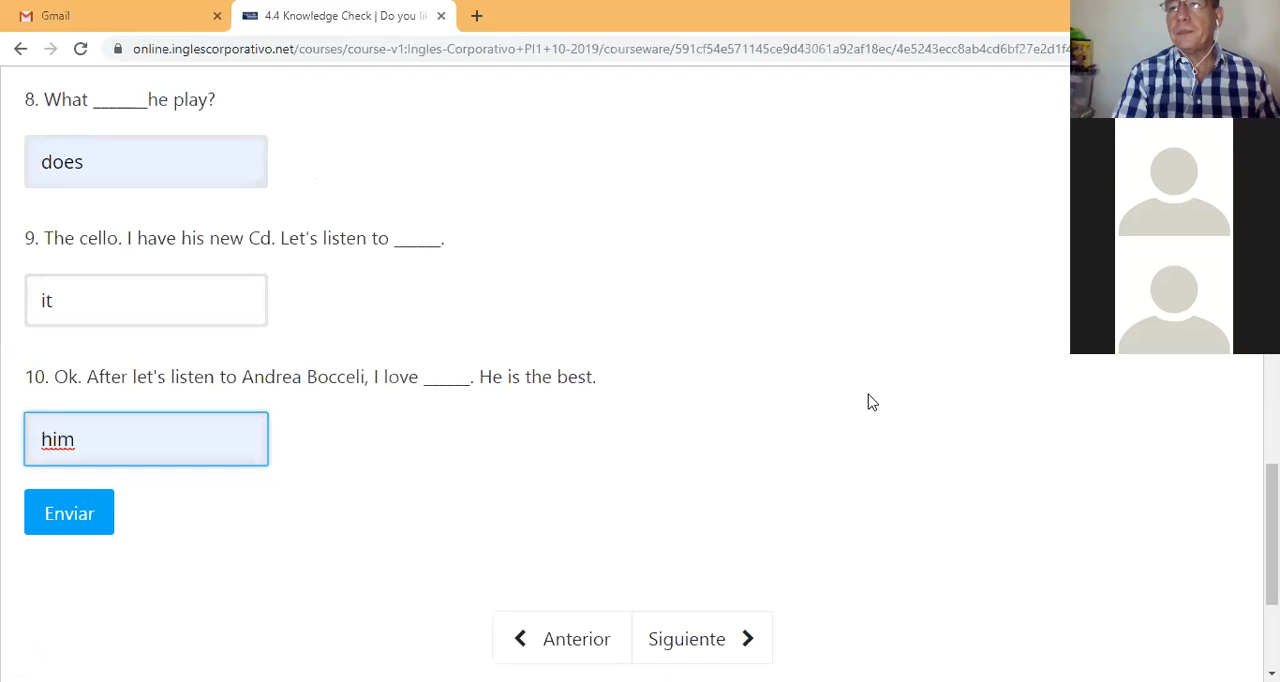 Gmail
4.4 Knowledge Check | Do you li
online.inglescorporativo.net/courses/course-v1:Ingles-Corporativo+PI1+10-2019/courseware/591cf54e571145ce9d43061a92af18ec/4e5243ecc8ab4cd6bf27e2d1f4
8. What ______he play?
does
9. The cello. I have his new Cd. Let's listen to _____.
it
10. Ok. After let's listen to Andrea Bocceli, I love _____. He is the best.
him
Enviar
Anterior
Siguiente